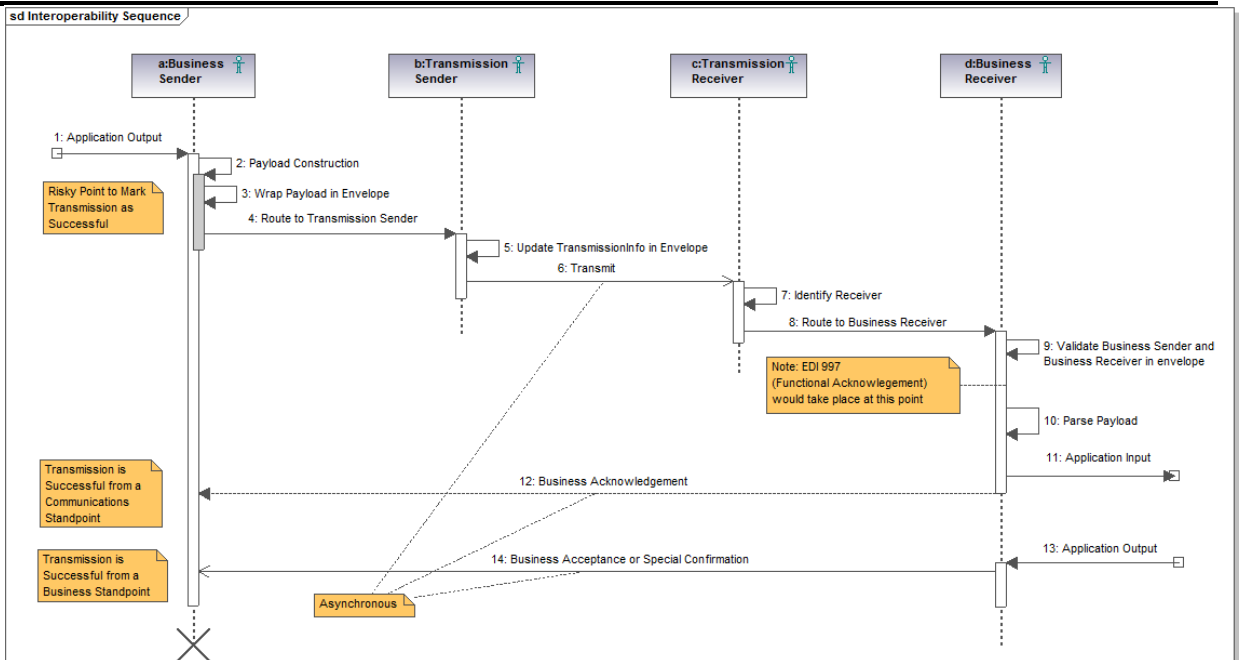 sd Interoperability Sequence
a:Business
Sender
b:Transmission
Sender
c:Transmission
Receiver
d:Business
Receiver
1: Application Output
2: Payload Construction
3: Wrap Payload in Envelope
Risky Point to Mark
Transmission as
Successful
4: Route to Transmission Sender
5: Update TransmissionInfo in Envelope
6: Transmit
7: Identify Receiver
8: Route to Business Receiver
9: Validate Business Sender and
Business Receiver in envelope
Note: EDI 997
(Functional Acknowlegement)
would take place at this point
10: Parse Payload
11: Application Input
Transmission is
Successful from a
Communications
Standpoint
12: Business Acknowledgement
13: Application Output
14: Business Acceptance or Special Confirmation
Transmission is
Successful from a
Business Standpoint
Asynchronous